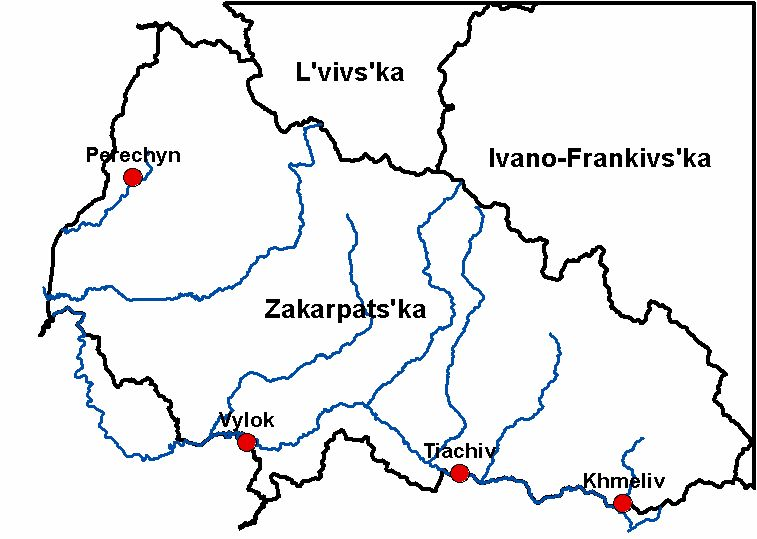 L'vivs'ka
Perechyn
Ivano-Frankivs'ka
Zakarpats'ka
Vylok
Tiachiv
Khmeliv